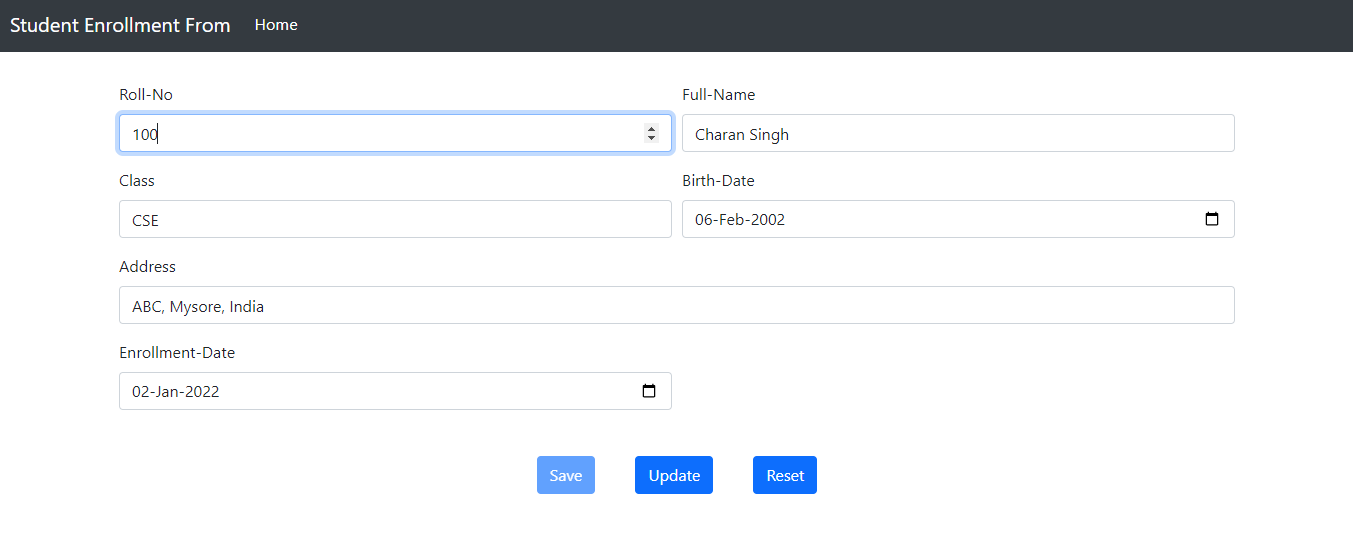 Student Enrollment From Home
Roll-No Full-Name
100 Charan Singh
Class Birth-Date
CSE 06-Feb-2002
Address
ABC, Mysore, India
Enrollment-Date
02-Jan-2022
Save Update Reset